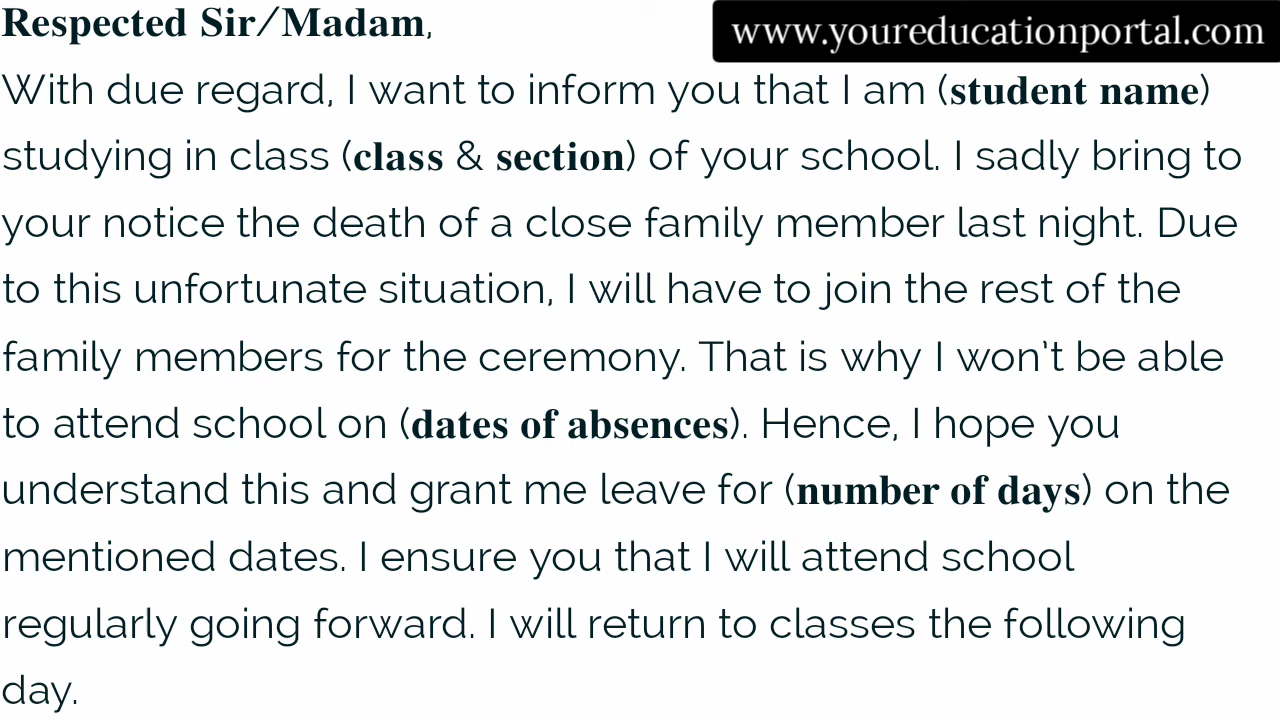 Respected Sir/Madam,
www.youreducationportal.com
With due regard, I want to inform you that I am (student name)
studying in class (class & section) of your school. I sadly bring to
your notice the death of a close family member last night. Due
to this unfortunate situation, I will have to join the rest of the
family members for the ceremony. That is why I won't be able
to attend school on (dates of absences). Hence, I hope you
understand this and grant me leave for (number of days) on the
mentioned dates. I ensure you that I will attend school
regularly going forward. I will return to classes the following
day.